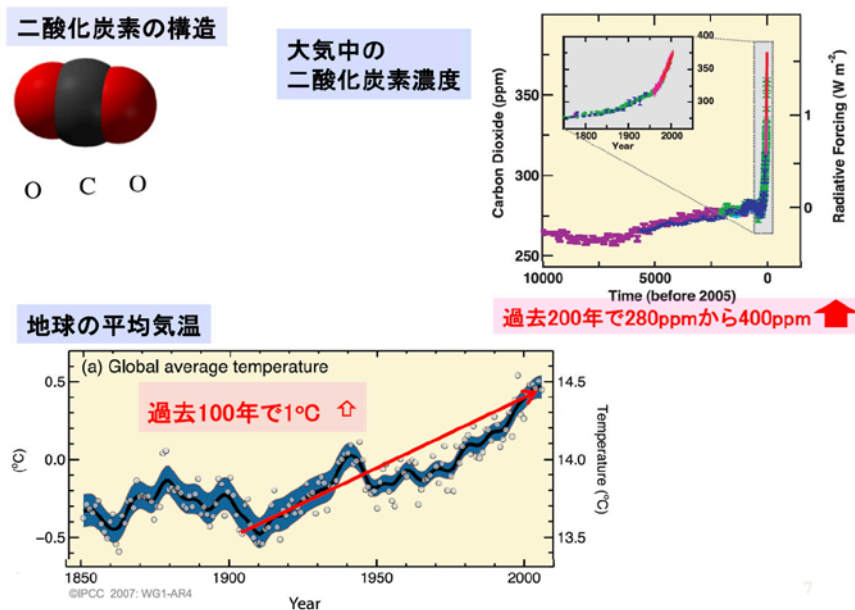 二酸化炭素の構造
O C O
大気中の
二酸化炭素濃度
Carbon Dioxide (ppm)
350
300
250
400
350
300
1800 1900 2000
Year
1
0
Radiative Forcing (W m⁻²)
10000 5000 0
Time (before 2005)
過去200年で280ppmから400ppm
地球の平均気温
(a) Global average temperature
過去100年で1℃
(°C)
0.5
0.0
−0.5
14.5
14.0
13.5
Temperature (°C)
1850 1900 1950 2000
©IPCC 2007: WG1-AR4
Year
7